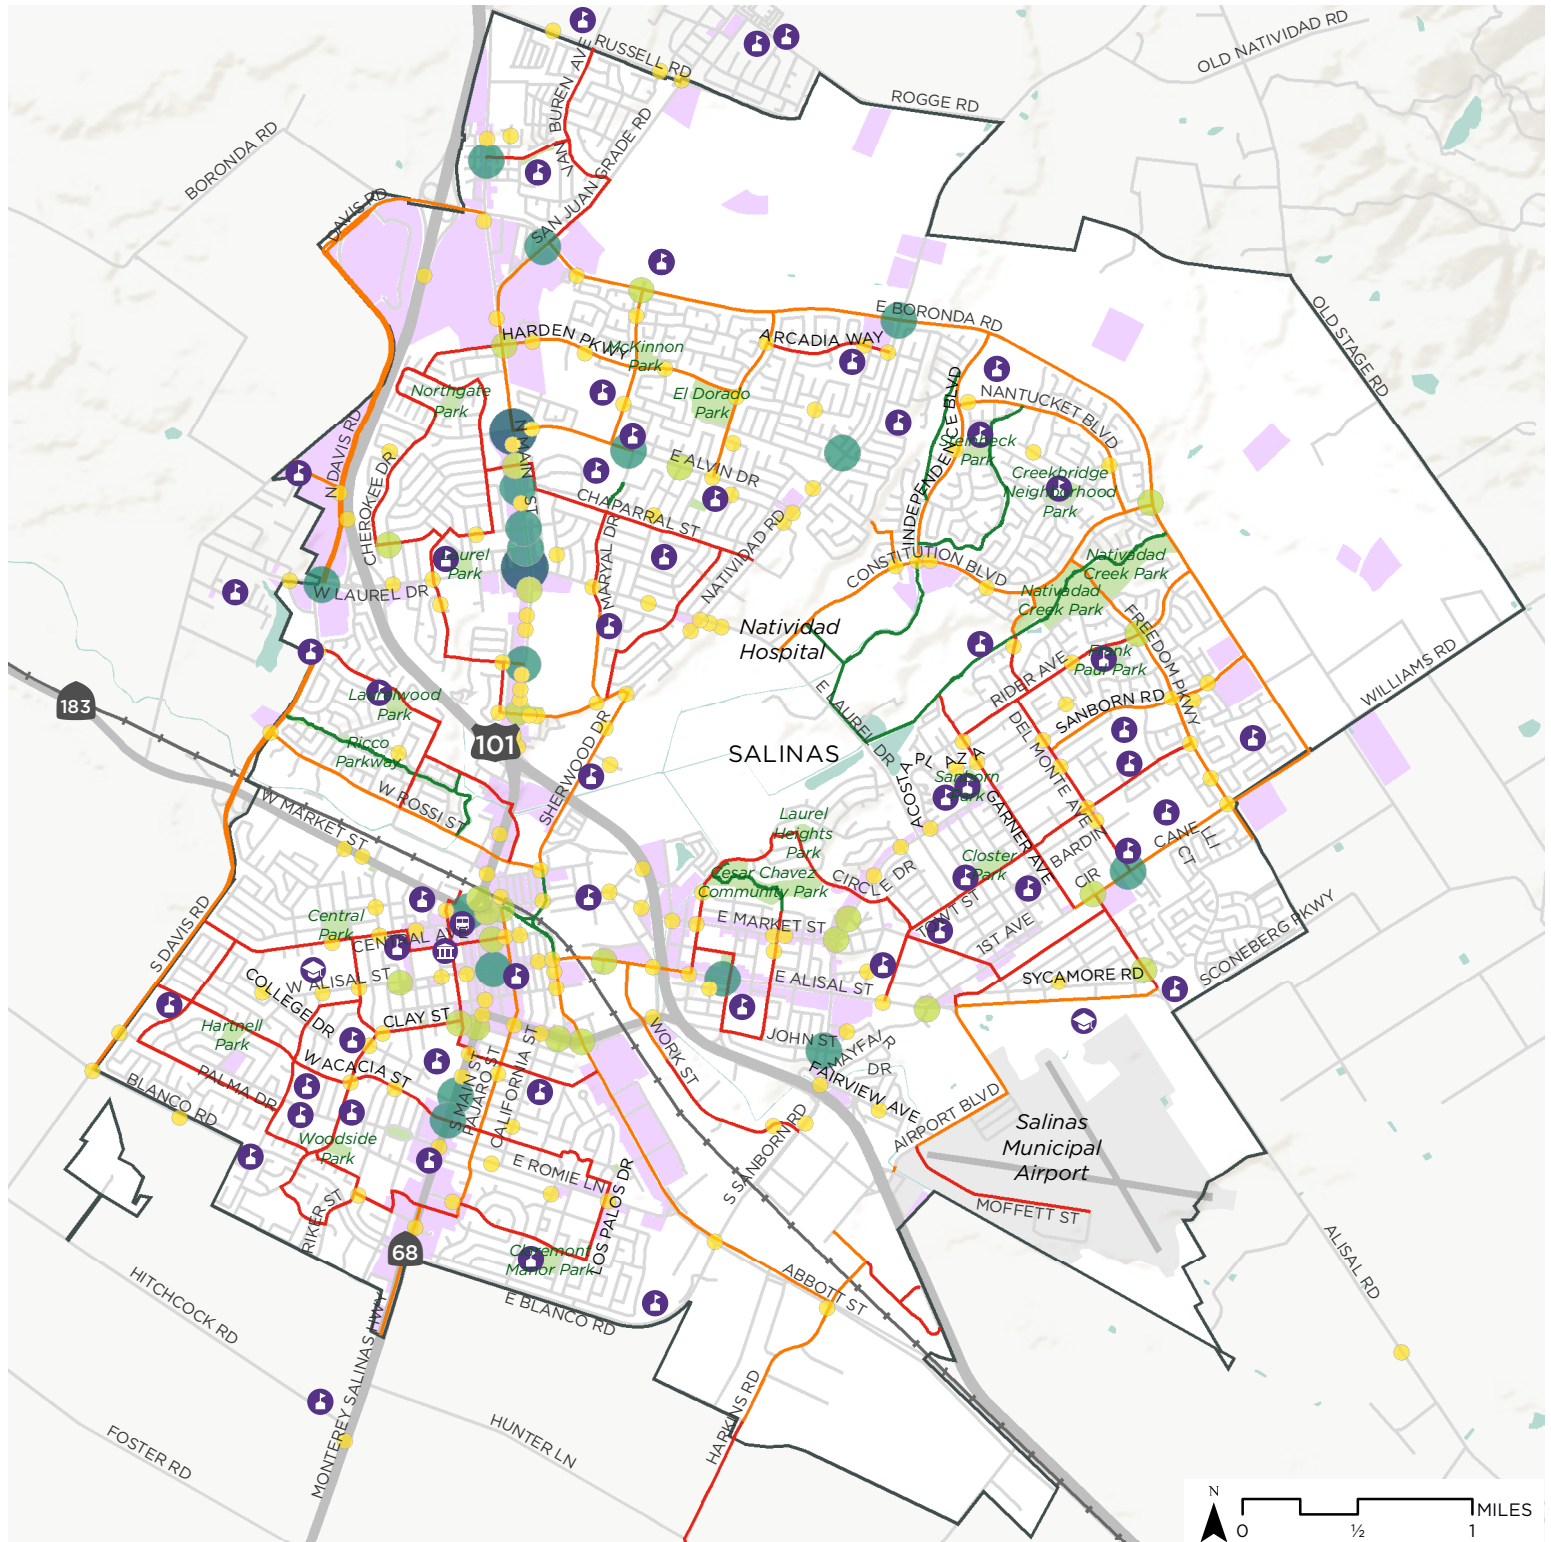 E RUSSELL RD
OLD NATIVIDAD RD
ROGGE RD
VAN BUREN AVE
BORONDA RD
SAN JUAN GRADE RD
DAVIS RD
E BORONDA RD
OLD STAGE RD
HARDEN PKWY
McKinnon
Park
ARCADIA WAY
Northgate
Park
El Dorado
Park
NANTUCKET BLVD
INDEPENDENCE BLVD
N MAIN ST
N DAVIS RD
Steinbeck
Park
E ALVIN DR
Creekbridge
Neighborhood
Park
CHEROKEE DR
CHAPARRAL ST
NATIVIDAD RD
MARYAL DR
Laurel
Park
CONSTITUTION BLVD
Nativadad
Creek Park
W LAUREL DR
Nativadad
Creek Park
FREEDOM PKWY
Natividad
Hospital
Frank
Paul Park
RIDER AVE
WILLIAMS RD
Laurelwood
Park
SANBORN RD
183
E LAUREL DR
DEL MONTE AVE
101
SALINAS
Ricco
Parkway
ACOSTA PLAZA
Sanborn
Park
SHERWOOD DR
W ROSSI ST
W MARKET ST
GARNER AVE
Laurel
Heights
Park
BARDIN
CIR
CANELLI
CT
Closter
Park
CIRCLE DR
Cesar Chavez
Community Park
TOWT ST
Central
Park
E MARKET ST
CENTRAL AVE
1ST AVE
SCONEBERG PKWY
S DAVIS RD
W ALISAL ST
E ALISAL ST
SYCAMORE RD
COLLEGE DR
CLAY ST
Hartnell
Park
JOHN ST
WORK ST
MAYFAIR
DR
W ACACIA ST
S MAIN ST
PAJARO ST
CALIFORNIA ST
FAIRVIEW AVE
PALMA DR
BLANCO RD
AIRPORT BLVD
Salinas
Municipal
Airport
Woodside
Park
E ROMIE LN
S SANBORN RD
LOS PALOS DR
RIKER ST
MOFFETT ST
68
Claremont
Manor Park
ABBOTT ST
ALISAL RD
HITCHCOCK RD
E BLANCO RD
MONTEREY SALINAS HWY
HARKINS RD
HUNTER LN
FOSTER RD
N
0
½
1
MILES